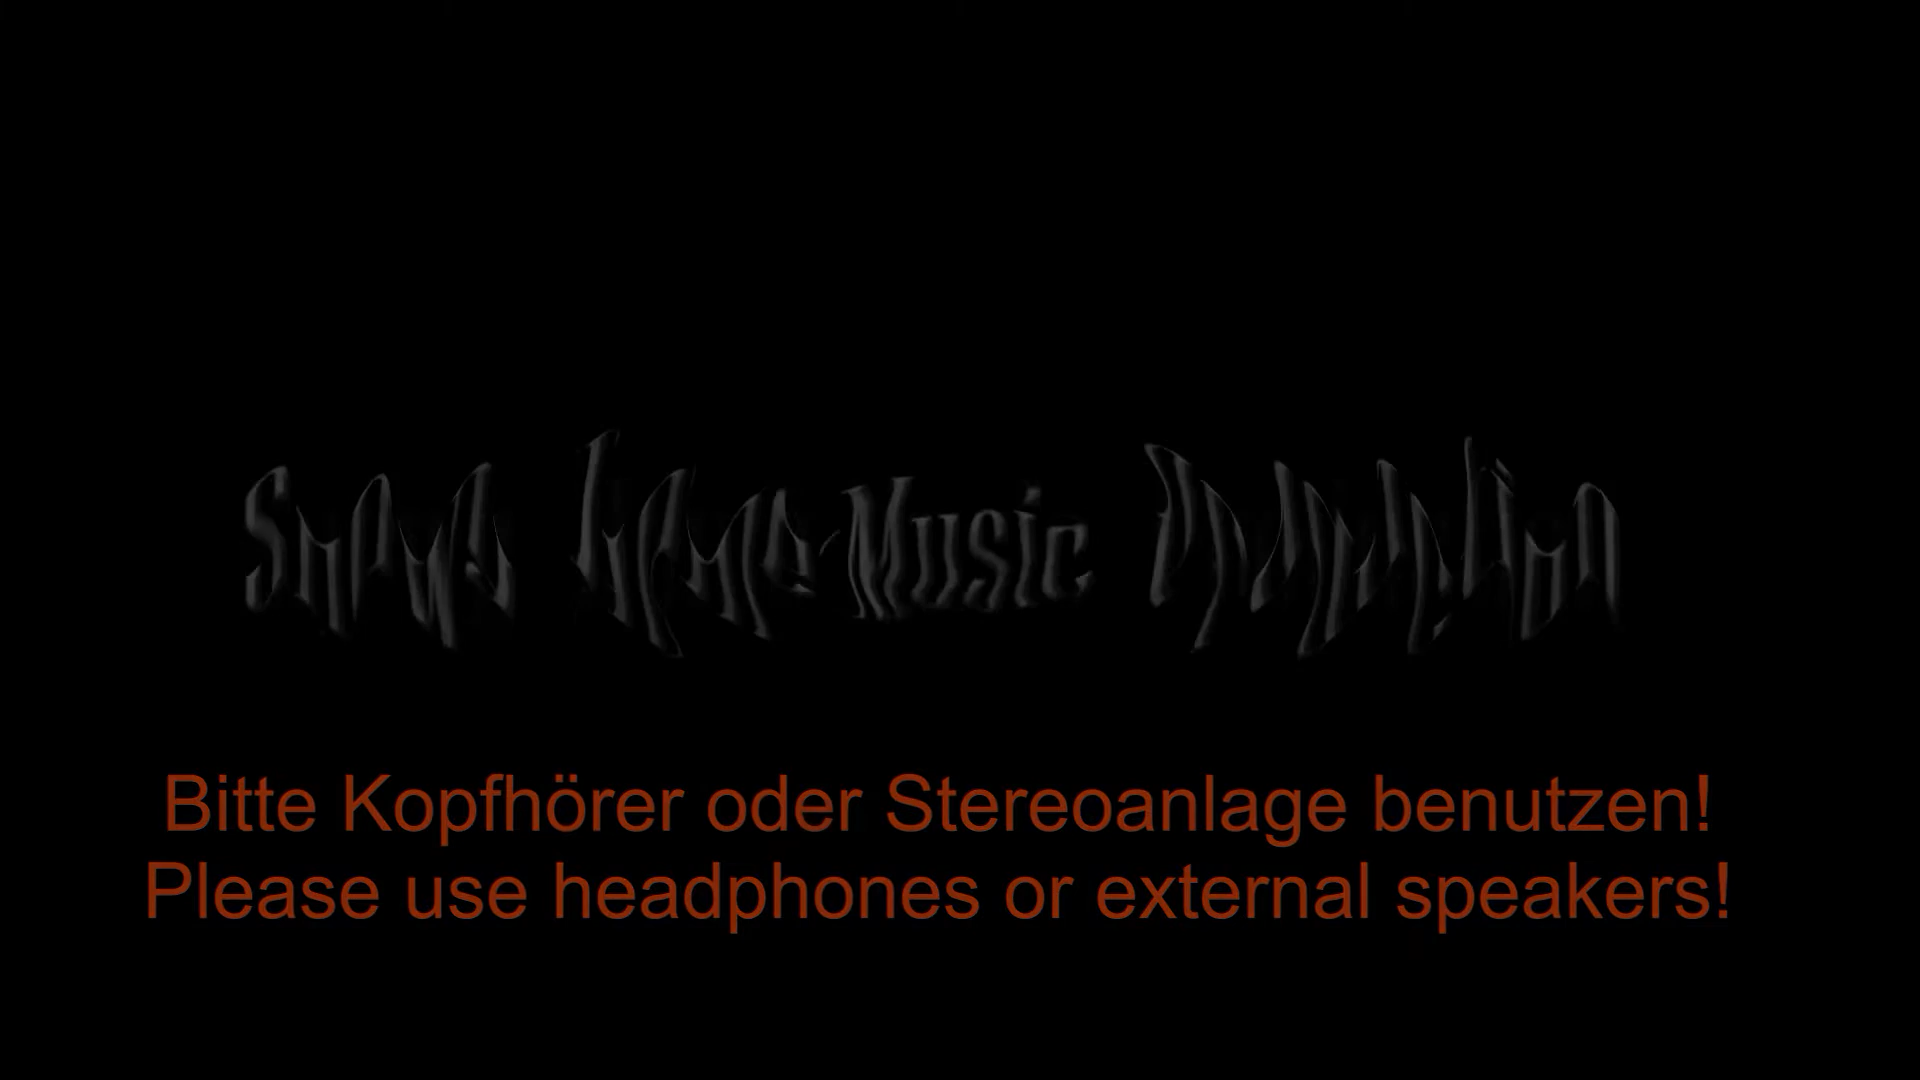 Music
Bitte Kopfhörer oder Stereoanlage benutzen!
Please use headphones or external speakers!